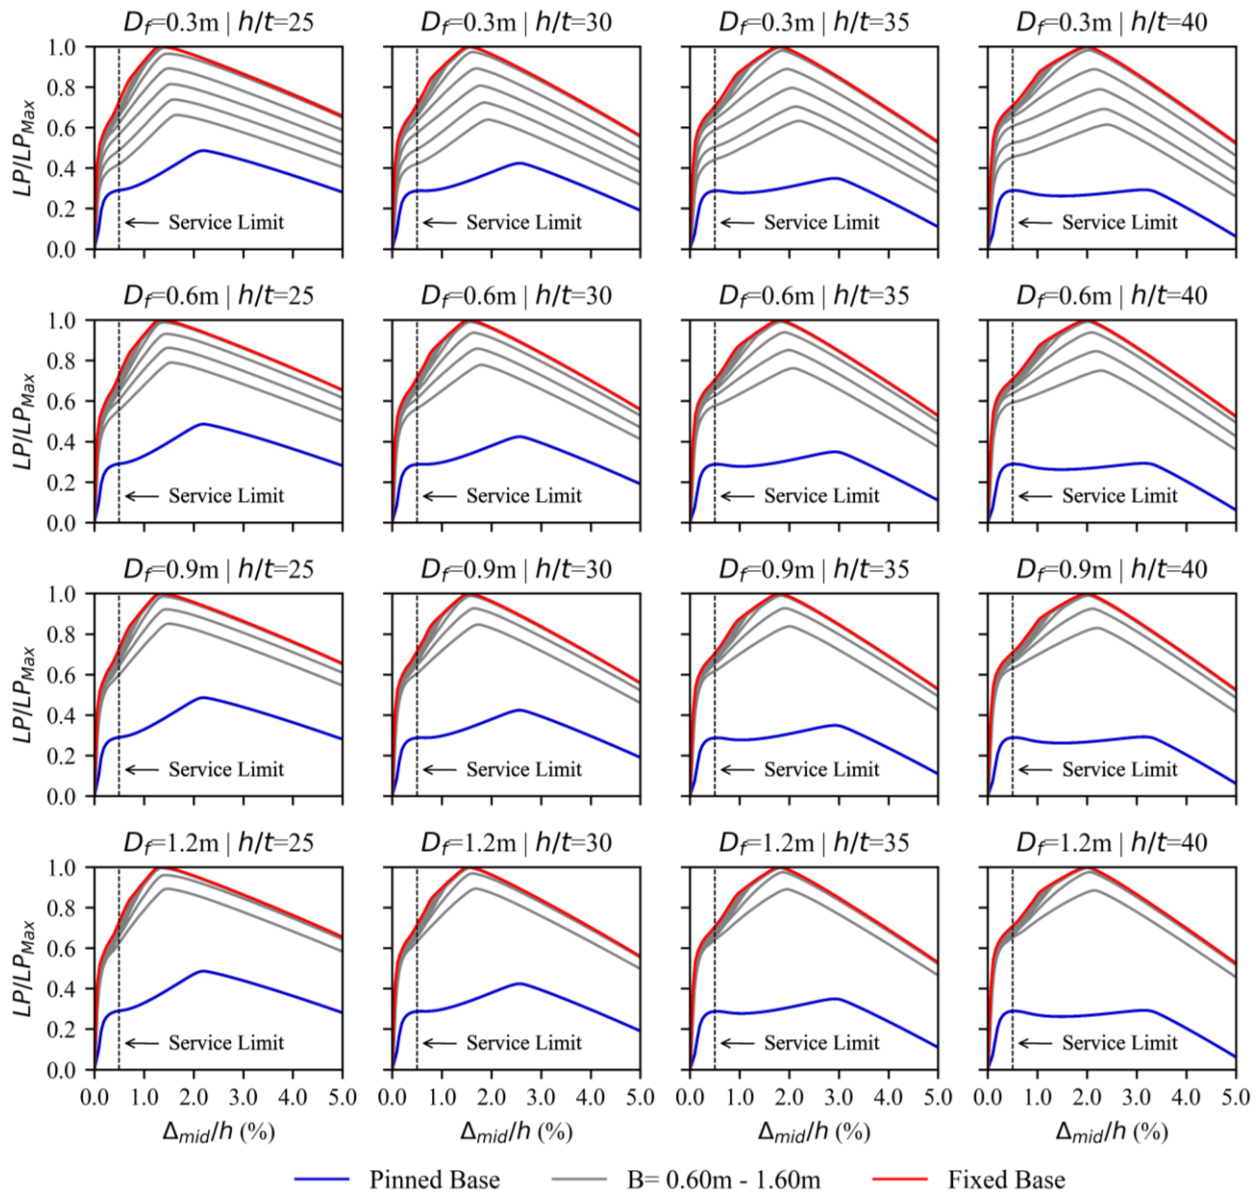 D_f=0.3m | h/t=25 D_f=0.3m | h/t=30 D_f=0.3m | h/t=35 D_f=0.3m | h/t=40
1.0
0.8
0.6
0.4
0.2
0.0
LP/LP_Max
Service Limit Service Limit Service Limit Service Limit
D_f=0.6m | h/t=25 D_f=0.6m | h/t=30 D_f=0.6m | h/t=35 D_f=0.6m | h/t=40
1.0
0.8
0.6
0.4
0.2
0.0
LP/LP_Max
Service Limit Service Limit Service Limit Service Limit
D_f=0.9m | h/t=25 D_f=0.9m | h/t=30 D_f=0.9m | h/t=35 D_f=0.9m | h/t=40
1.0
0.8
0.6
0.4
0.2
0.0
LP/LP_Max
Service Limit Service Limit Service Limit Service Limit
D_f=1.2m | h/t=25 D_f=1.2m | h/t=30 D_f=1.2m | h/t=35 D_f=1.2m | h/t=40
1.0
0.8
0.6
0.4
0.2
0.0
LP/LP_Max
Service Limit Service Limit Service Limit Service Limit
0.0 1.0 2.0 3.0 4.0 5.0 0.0 1.0 2.0 3.0 4.0 5.0 0.0 1.0 2.0 3.0 4.0 5.0 0.0 1.0 2.0 3.0 4.0 5.0
Δ_mid/h (%) Δ_mid/h (%) Δ_mid/h (%) Δ_mid/h (%)
Pinned Base B= 0.60m - 1.60m Fixed Base